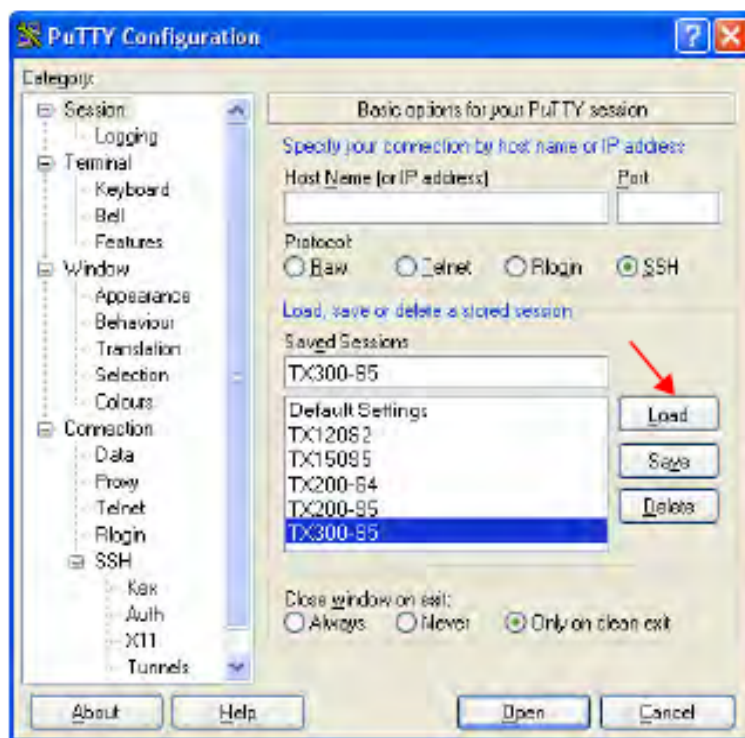 PuTTY Configuration
Category:
Session
Logging
Terminal
Keyboard
Bell
Features
Window
Appearance
Behaviour
Translation
Selection
Colours
Connection
Data
Proxy
Telnet
Rlogin
SSH
Kex
Auth
X11
Tunnels
Basic options for your PuTTY session
Specify your connection by host name or IP address
Host Name (or IP address) Port
Protocol:
Raw Telnet Rlogin SSH
Load, save or delete a stored session
Saved Sessions
TX300-S5
Default Settings
TX120S2
TX150S5
TX200-S4
TX200-S5
TX300-S5
Load
Save
Delete
Close window on exit:
Always Never Only on clean exit
About Help Open Cancel